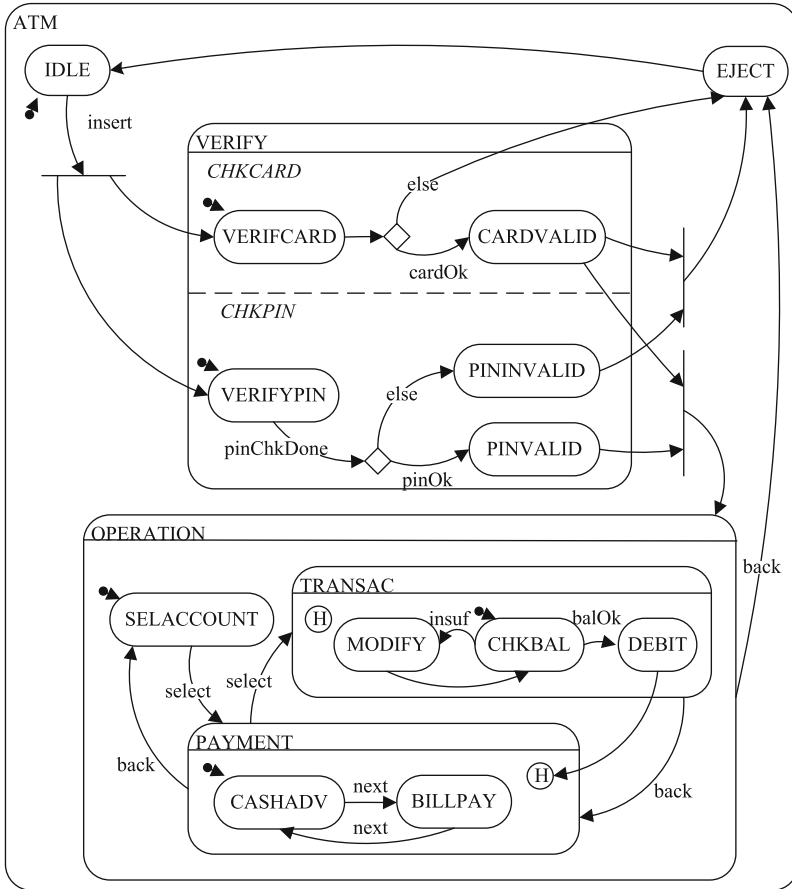 ATM
IDLE
EJECT
insert
VERIFY
CHKCARD
else
VERIFCARD
CARDVALID
cardOk
CHKPIN
PININVALID
VERIFYPIN
else
pinChkDone
PINVALID
pinOk
OPERATION
back
TRANSAC
SELACCOUNT
H
insuf
balOk
MODIFY
CHKBAL
DEBIT
select
select
PAYMENT
back
H
back
CASHADV
next
BILLPAY
next